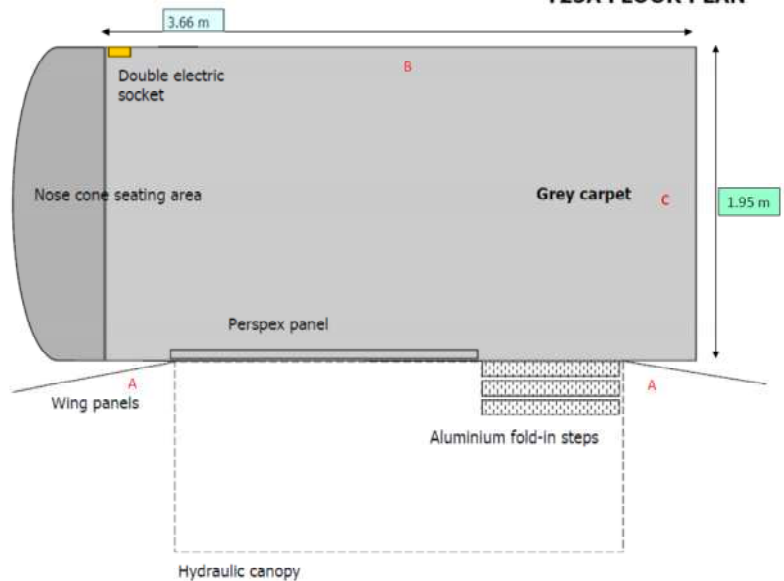 3.66 m
Double electric
socket
B
Nose cone seating area
Grey carpet
C
1.95 m
Perspex panel
A
A
Wing panels
Aluminium fold-in steps
Hydraulic canopy